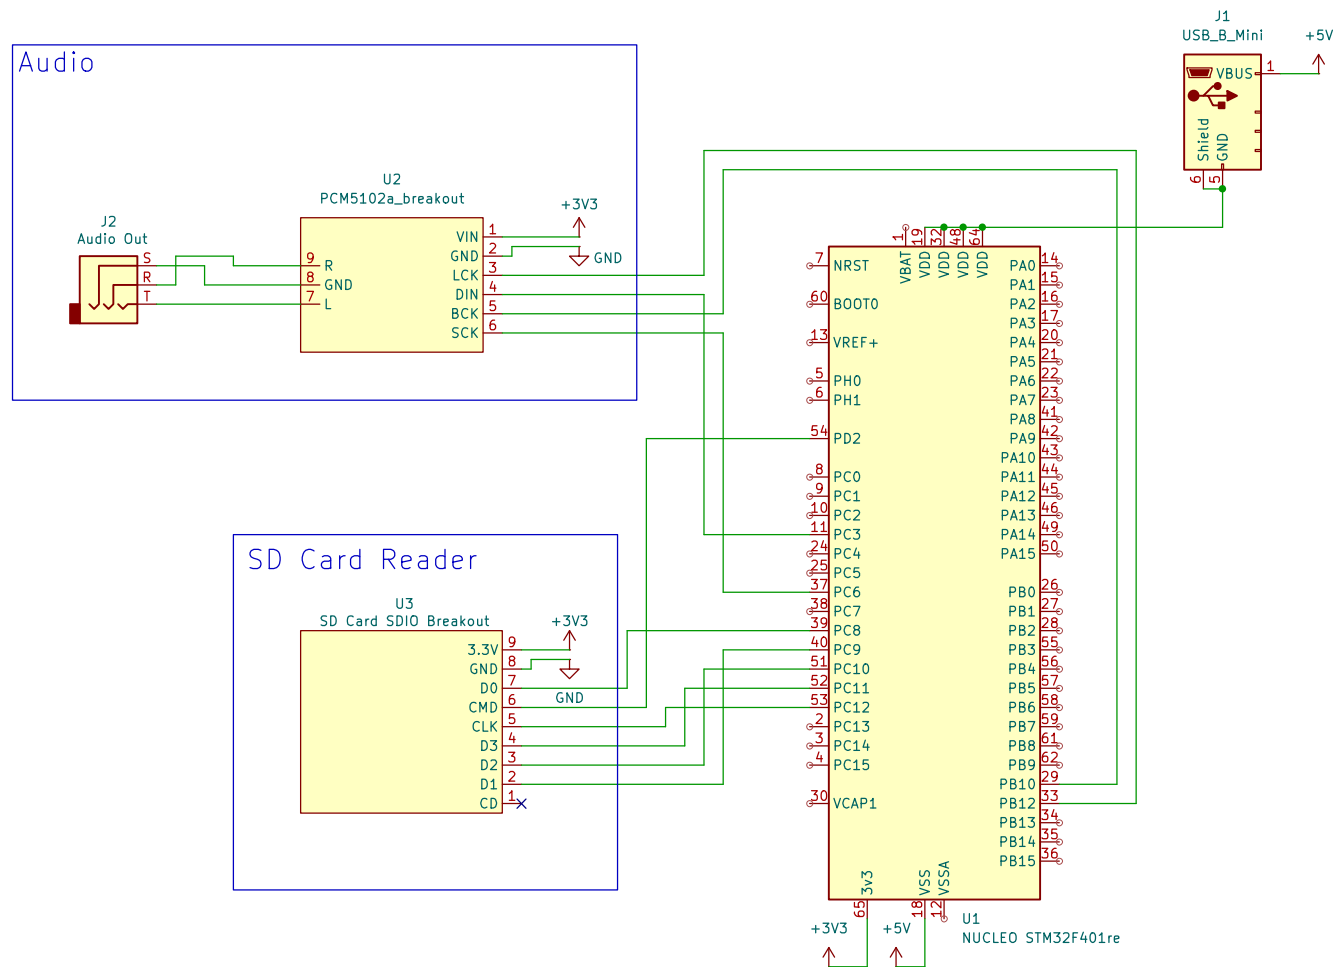 J1
USB_B_Mini
+5V
VBUS
1
Shield
GND
6
5
Audio
U2
PCM5102a_breakout
+3V3
GND
J2
Audio Out
S
R
T
9
8
7
R
GND
L
VIN
GND
LCK
DIN
BCK
SCK
1
2
3
4
5
6
1
19
32
48
64
VBAT
VDD
VDD
VDD
VDD
7 NRST
60 BOOT0
13 VREF+
5 PH0
6 PH1
54 PD2
8 PC0
9 PC1
10 PC2
11 PC3
24 PC4
25 PC5
37 PC6
38 PC7
39 PC8
40 PC9
51 PC10
52 PC11
53 PC12
2 PC13
3 PC14
4 PC15
30 VCAP1
PA0 14
PA1 15
PA2 16
PA3 17
PA4 20
PA5 21
PA6 22
PA7 23
PA8 41
PA9 42
PA10 43
PA11 44
PA12 45
PA13 46
PA14 49
PA15 50
PB0 26
PB1 27
PB2 28
PB3 55
PB4 56
PB5 57
PB6 58
PB7 59
PB8 61
PB9 62
PB10 29
PB12 33
PB13 34
PB14 35
PB15 36
SD Card Reader
U3
SD Card SDIO Breakout
+3V3
GND
3.3V 9
GND 8
D0 7
CMD 6
CLK 5
D3 4
D2 3
D1 2
CD 1
3v3
VSS
VSSA
65
18
12
+3V3
+5V
U1
NUCLEO STM32F401re